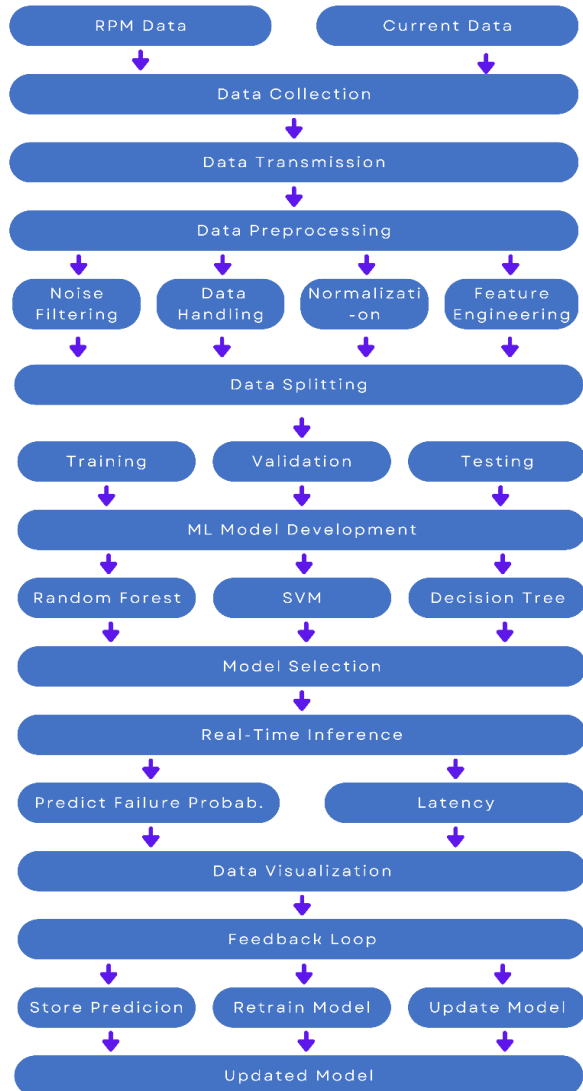 RPM Data
Current Data
Data Collection
Data Transmission
Data Preprocessing
Noise
Filtering
Data
Handling
Normalizati
-on
Feature
Engineering
Data Splitting
Training
Validation
Testing
ML Model Development
Random Forest
SVM
Decision Tree
Model Selection
Real-Time Inference
Predict Failure Probab.
Latency
Data Visualization
Feedback Loop
Store Predicion
Retrain Model
Update Model
Updated Model